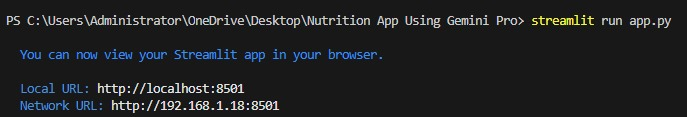 PS C:\Users\Administrator\OneDrive\Desktop\Nutrition App Using Gemini Pro> streamlit run app.py
You can now view your Streamlit app in your browser.
Local URL: http://localhost:8501
Network URL: http://192.168.1.18:8501